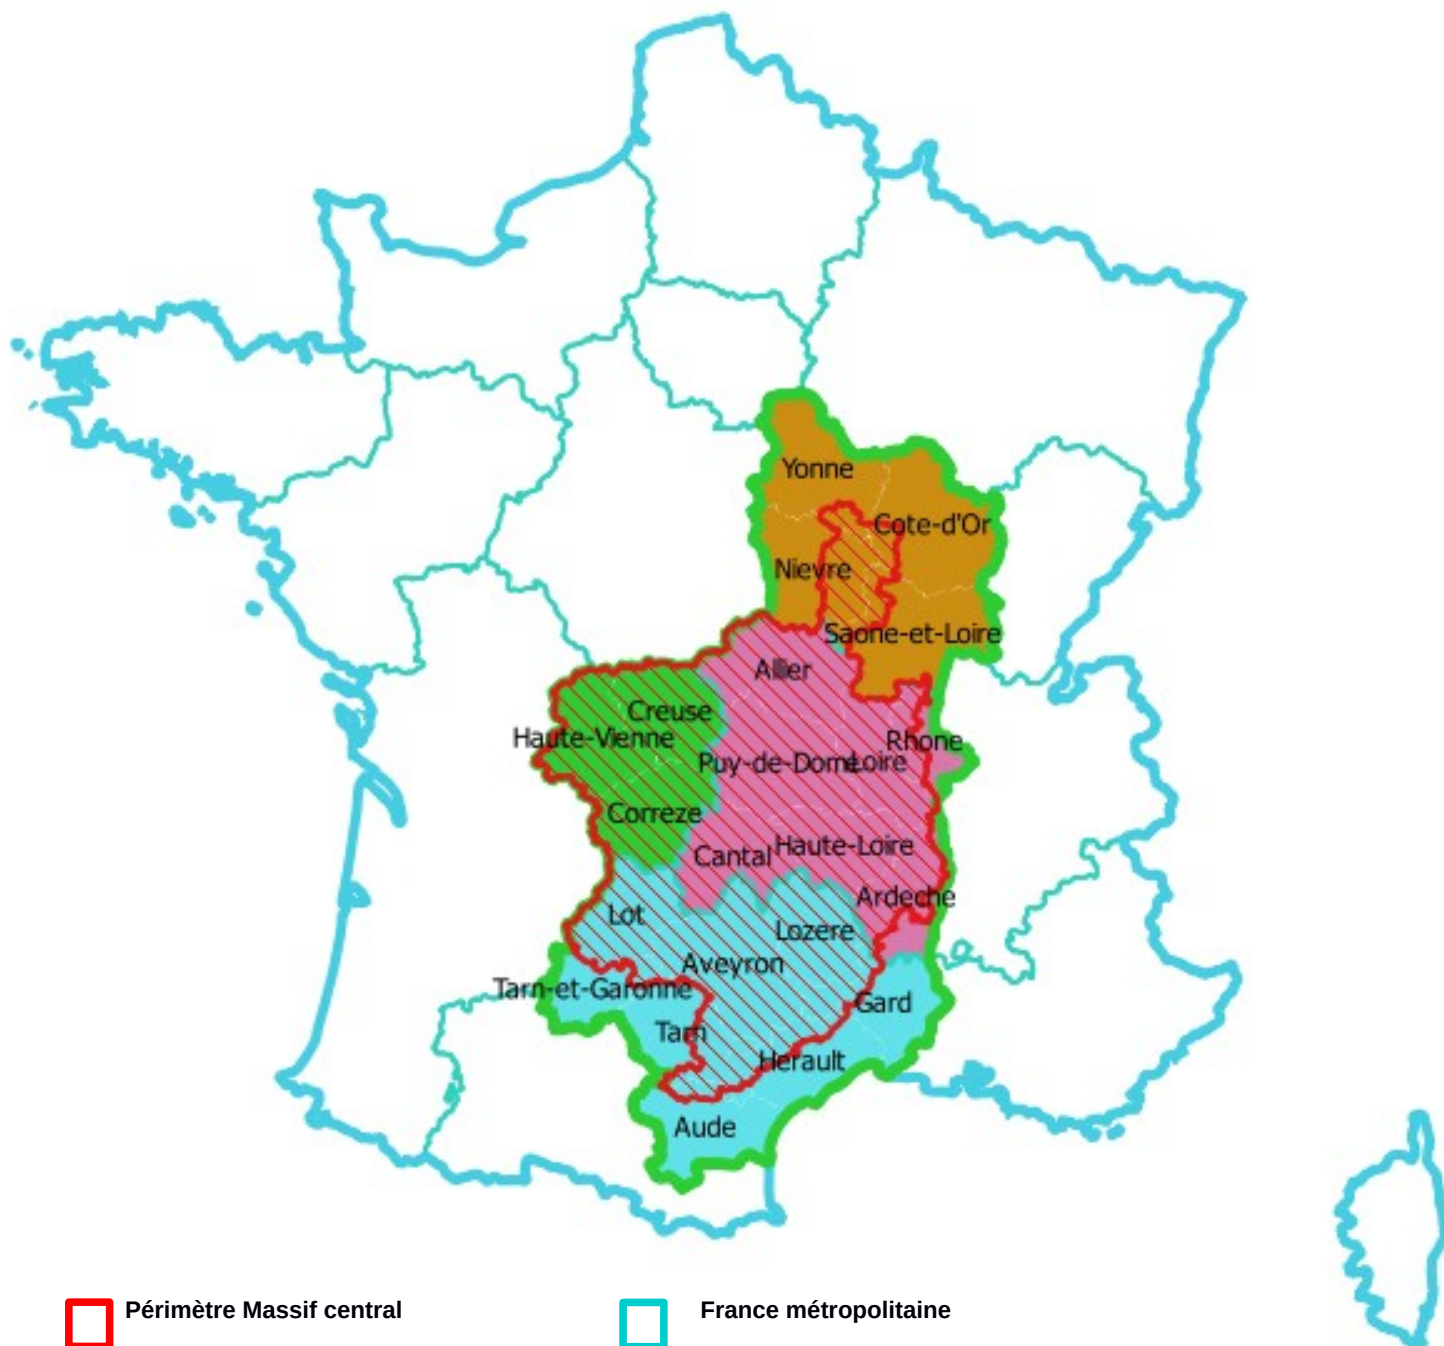 Yonne
Cote-d'Or
Nievre
Saone-et-Loire
Allier
Creuse
Haute-Vienne
Rhone
Puy-de-Dome
Loire
Correze
Haute-Loire
Cantal
Ardeche
Lot
Lozere
Aveyron
Tarn-et-Garonne
Gard
Tarn
Herault
Aude
Périmètre Massif central
France métropolitaine